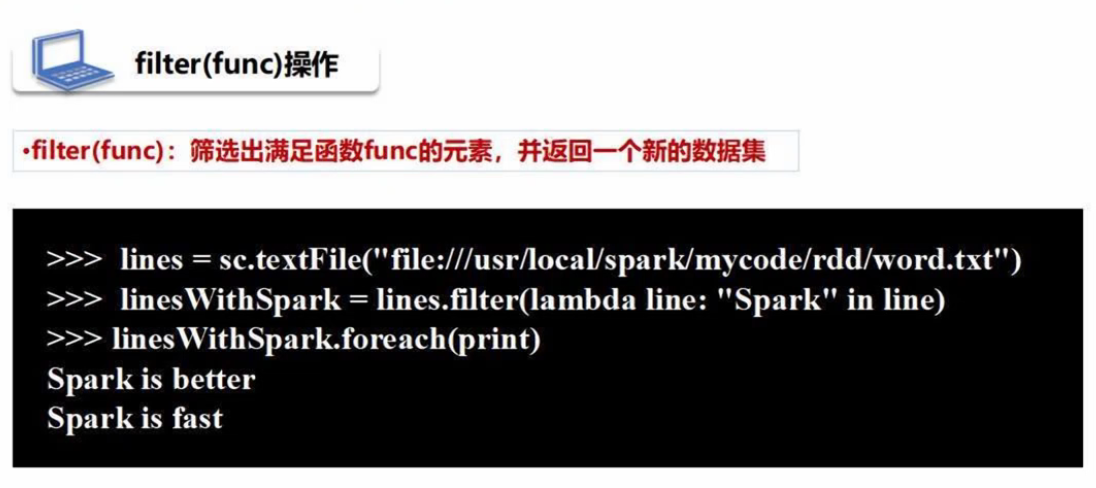 filter(func)操作
•filter(func)：筛选出满足函数func的元素，并返回一个新的数据集
>>>  lines = sc.textFile("file:///usr/local/spark/mycode/rdd/word.txt")
>>>  linesWithSpark = lines.filter(lambda line: "Spark" in line)
>>> linesWithSpark.foreach(print)
Spark is better
Spark is fast